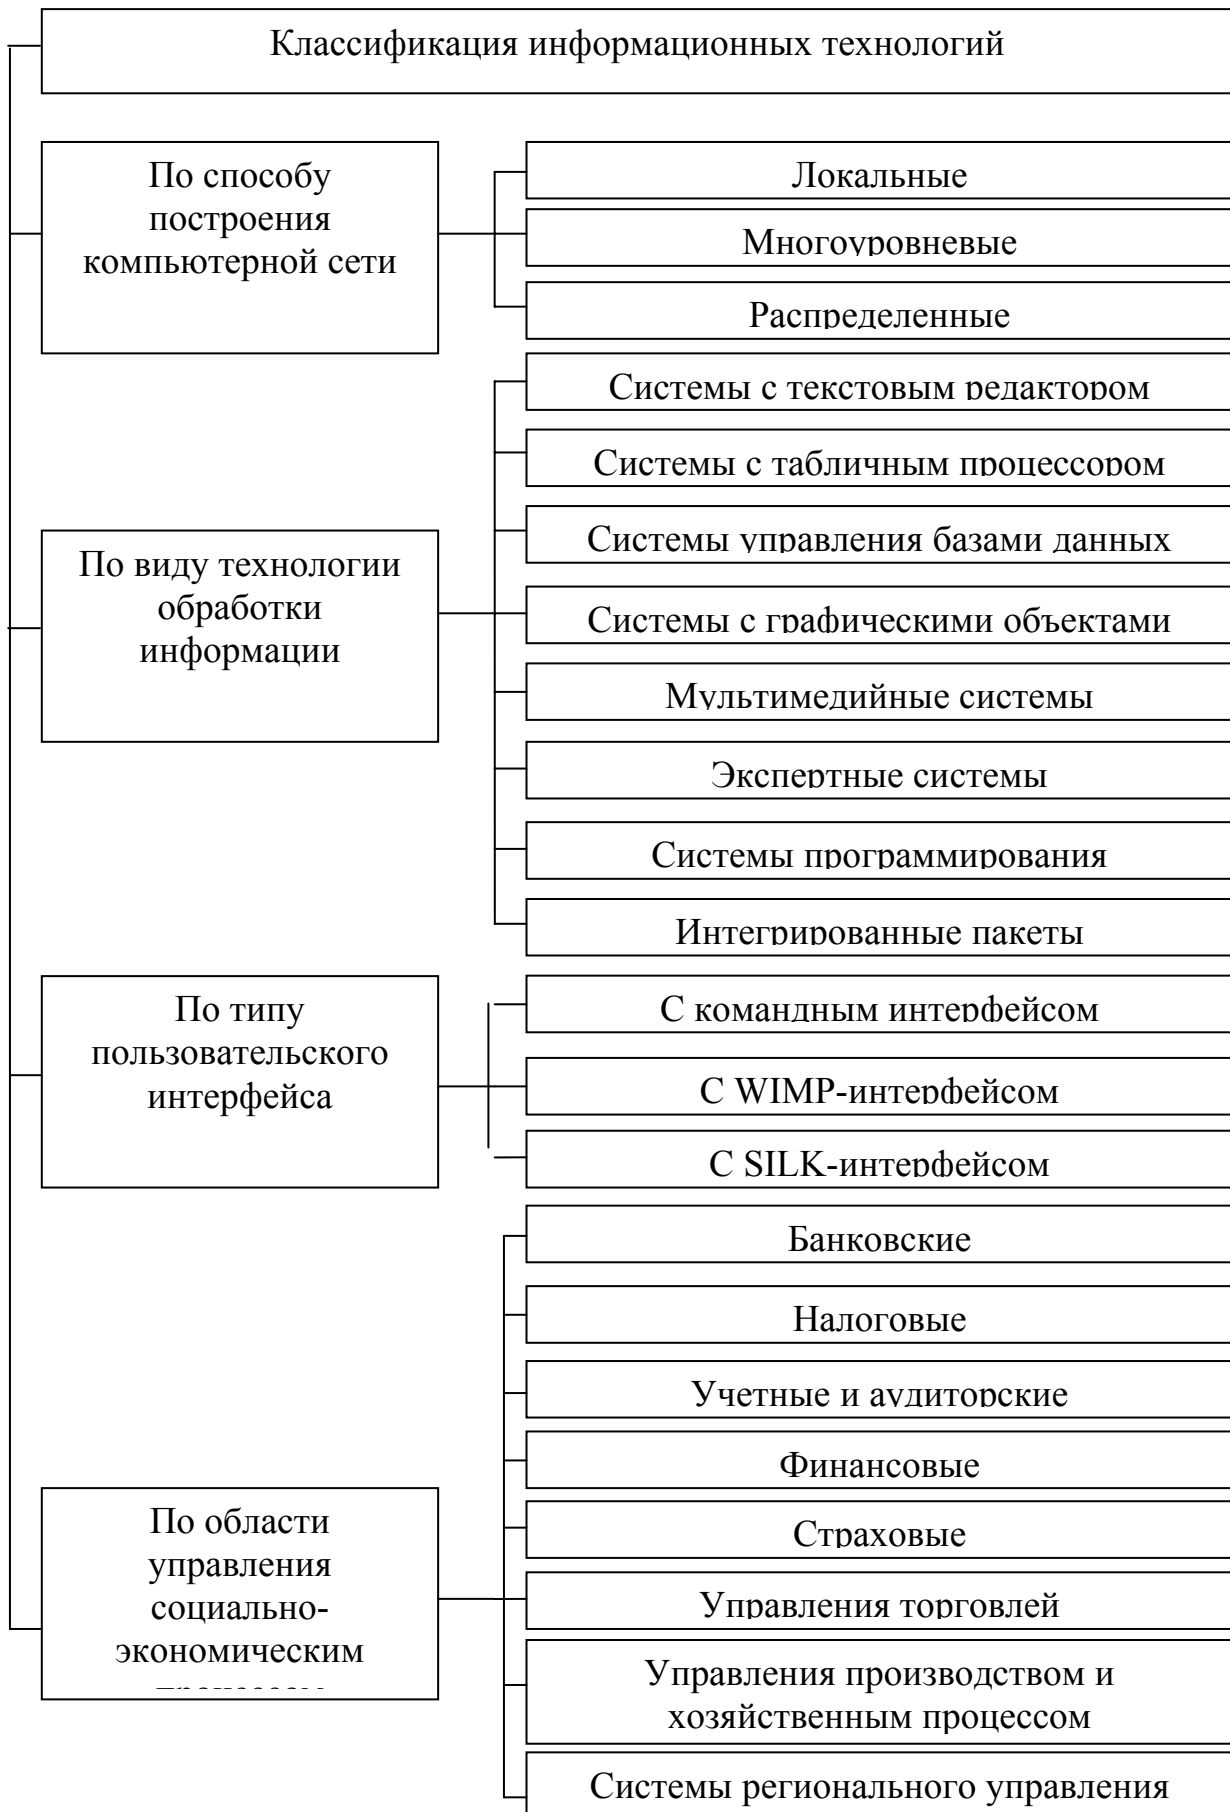 Классификация информационных технологий
По способу
построения
компьютерной сети
Локальные
Многоуровневые
Распределенные
По виду технологии
обработки
информации
Системы с текстовым редактором
Системы с табличным процессором
Системы управления базами данных
Системы с графическими объектами
Мультимедийные системы
Экспертные системы
Системы программирования
Интегрированные пакеты
По типу
пользовательского
интерфейса
С командным интерфейсом
С WIMP-интерфейсом
С SILK-интерфейсом
По области
управления
социально-
экономическим
Банковские
Налоговые
Учетные и аудиторские
Финансовые
Страховые
Управления торговлей
Управления производством и
хозяйственным процессом
Системы регионального управления